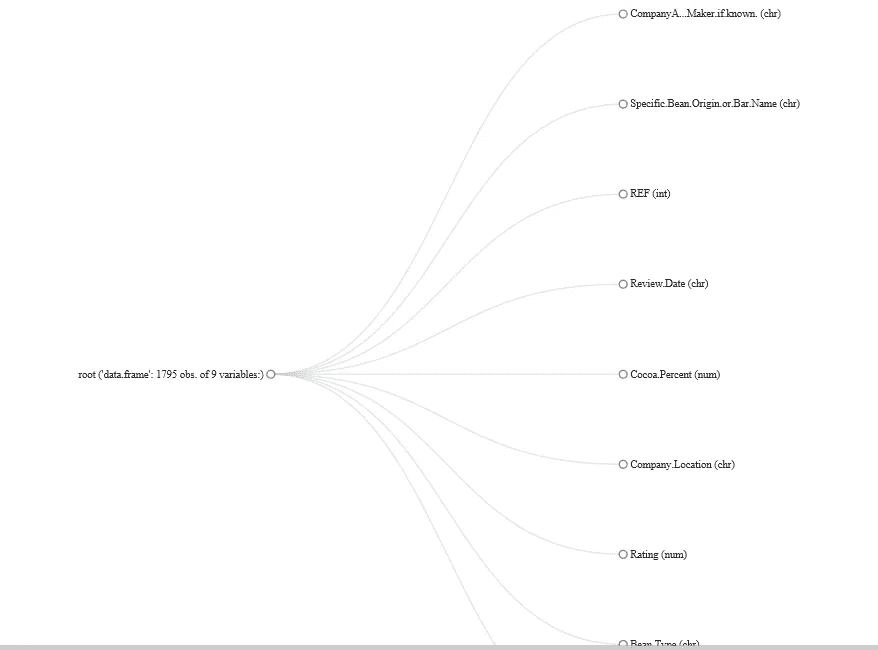 CompanyA...Maker.if.known. (chr)
Specific.Bean.Origin.or.Bar.Name (chr)
REF (int)
Review.Date (chr)
root ('data.frame': 1795 obs. of 9 variables:)
Cocoa.Percent (num)
Company.Location (chr)
Rating (num)
Bean.Type (chr)